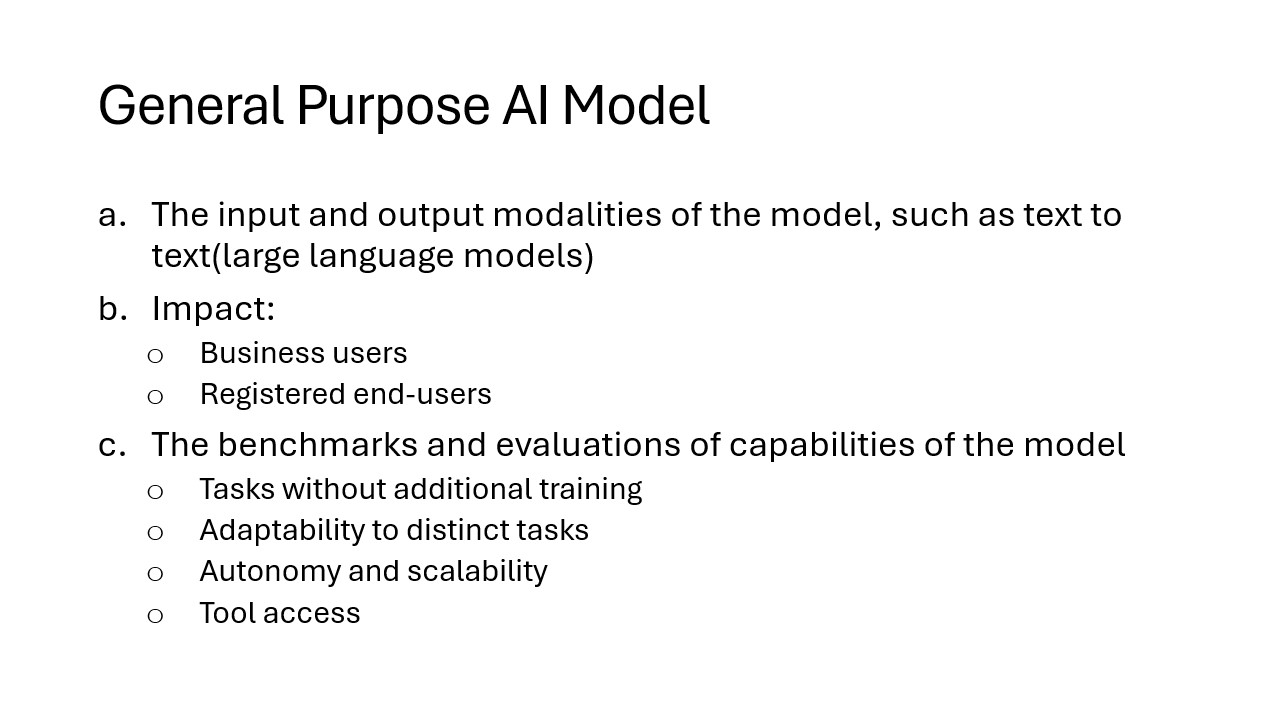 General Purpose AI Model
a. The input and output modalities of the model, such as text to
text(large language models)
b. Impact:
o Business users
o Registered end-users
c. The benchmarks and evaluations of capabilities of the model
o Tasks without additional training
o Adaptability to distinct tasks
o Autonomy and scalability
o Tool access